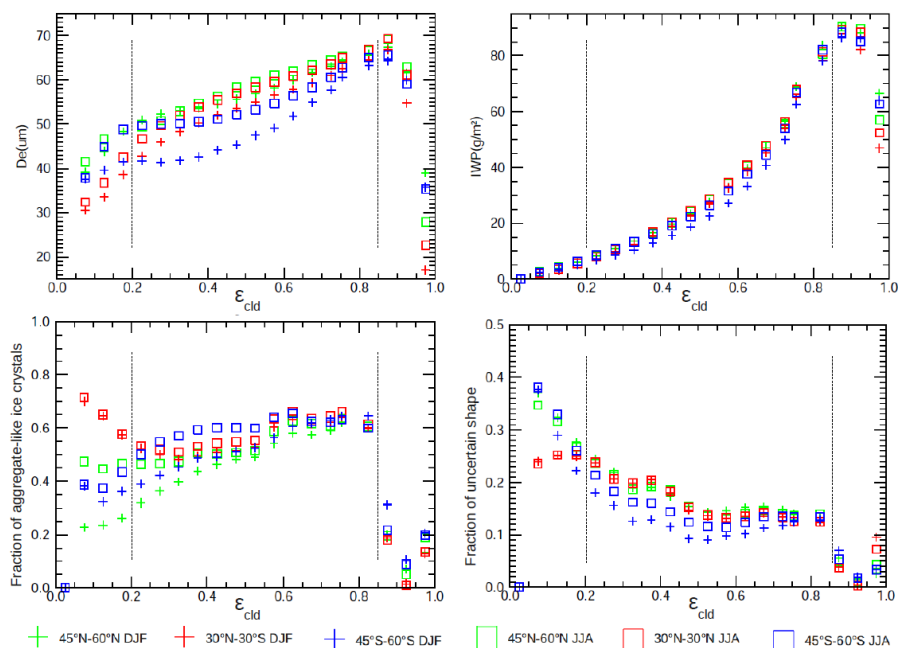 De(um)
70
60
50
40
30
20
0.0 0.2 0.4 0.6 0.8 1.0
εcld
IWP(g/m²)
80
60
40
20
0
0.0 0.2 0.4 0.6 0.8 1.0
εcld
Fraction of aggregate-like ice crystals
1.0
0.8
0.6
0.4
0.2
0.0
0.0 0.2 0.4 0.6 0.8 1.0
εcld
Fraction of uncertain shape
0.5
0.4
0.3
0.2
0.1
0.0
0.0 0.2 0.4 0.6 0.8 1.0
εcld
45°N-60°N DJF 30°N-30°S DJF 45°S-60°S DJF 45°N-60°N JJA 30°N-30°N JJA 45°S-60°S JJA